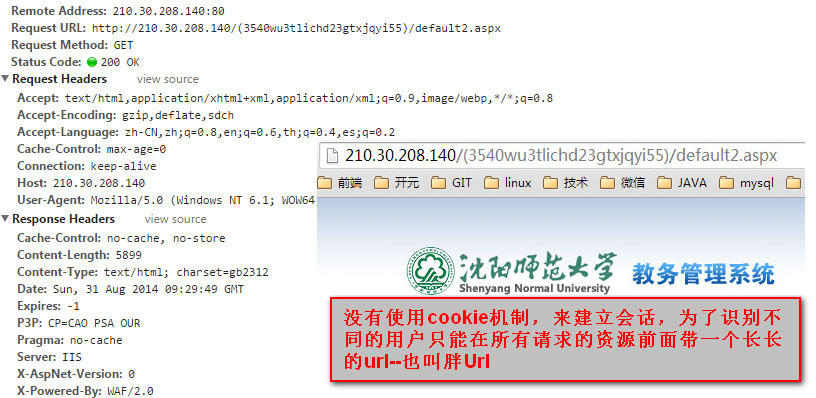 Remote Address: 210.30.208.140:80
Request URL: http://210.30.208.140/(3540wu3tlichd23gtxjqyi55)/default2.aspx
Request Method: GET
Status Code: 200 OK
Request Headers view source
Accept: text/html,application/xhtml+xml,application/xml;q=0.9,image/webp,*/*;q=0.8
Accept-Encoding: gzip,deflate,sdch
Accept-Language: zh-CN,zh;q=0.8,en;q=0.6,th;q=0.4,es;q=0.2
Cache-Control: max-age=0
Connection: keep-alive
Host: 210.30.208.140
User-Agent: Mozilla/5.0 (Windows NT 6.1; WOW64
Response Headers view source
Cache-Control: no-cache, no-store
Content-Length: 5899
Content-Type: text/html; charset=gb2312
Date: Sun, 31 Aug 2014 09:29:49 GMT
Expires: -1
P3P: CP=CAO PSA OUR
Pragma: no-cache
Server: IIS
X-AspNet-Version: 0
X-Powered-By: WAF/2.0
210.30.208.140/(3540wu3tlichd23gtxjqyi55)/default2.aspx
前端 开元 GIT linux 技术 微信 JAVA mysql
沈阳师范大学 教务管理系统
Shenyang Normal University
没有使用cookie机制，来建立会话，为了识别不
同的用户只能在所有请求的资源前面带一个长长
的url--也叫胖Url